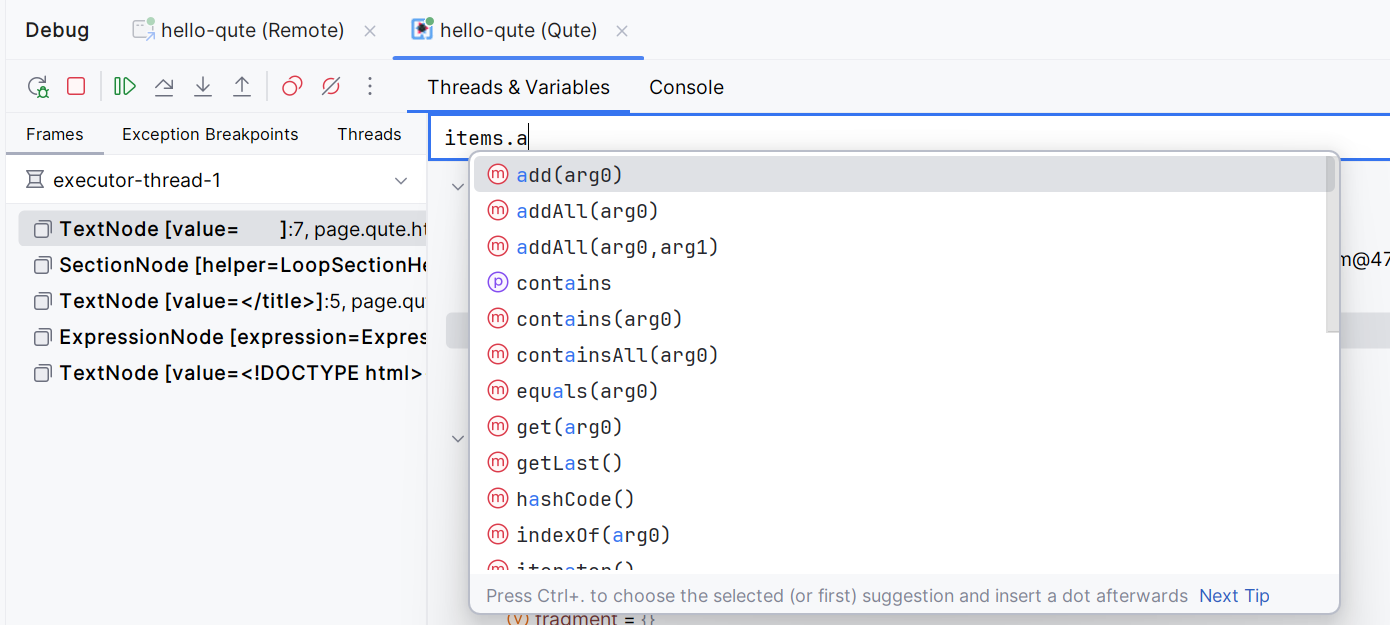 Debug
hello-qute (Remote)
hello-qute (Qute)
Threads & Variables
Console
Frames
Exception Breakpoints
Threads
items.a
executor-thread-1
TextNode [value= ]:7, page.qute.ht
SectionNode [helper=LoopSectionHe
TextNode [value=</title>]:5, page.qu
ExpressionNode [expression=Expres
TextNode [value=<!DOCTYPE html>
m add(arg0)
m addAll(arg0)
m addAll(arg0,arg1)
p contains
m contains(arg0)
m containsAll(arg0)
m equals(arg0)
m get(arg0)
m getLast()
m hashCode()
m indexOf(arg0)
m iterator()
m@47
Press Ctrl+. to choose the selected (or first) suggestion and insert a dot afterwards Next Tip
fragment = {}